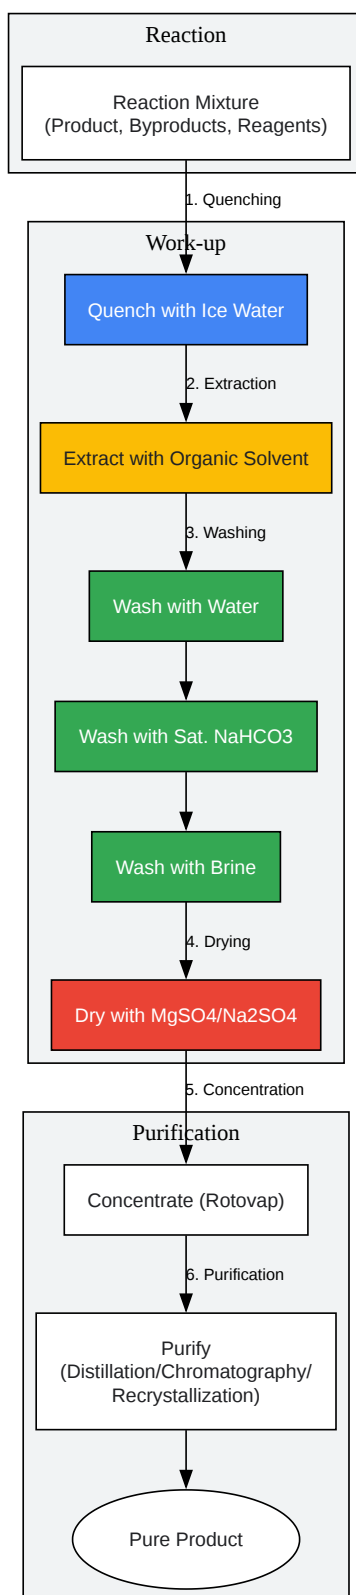 Reaction
Reaction Mixture
(Product, Byproducts, Reagents)
1. Quenching
Work-up
Quench with Ice Water
2. Extraction
Extract with Organic Solvent
3. Washing
Wash with Water
Wash with Sat. NaHCO3
Wash with Brine
4. Drying
Dry with MgSO4/Na2SO4
5. Concentration
Purification
Concentrate (Rotovap)
6. Purification
Purify
(Distillation/Chromatography/
Recrystallization)
Pure Product